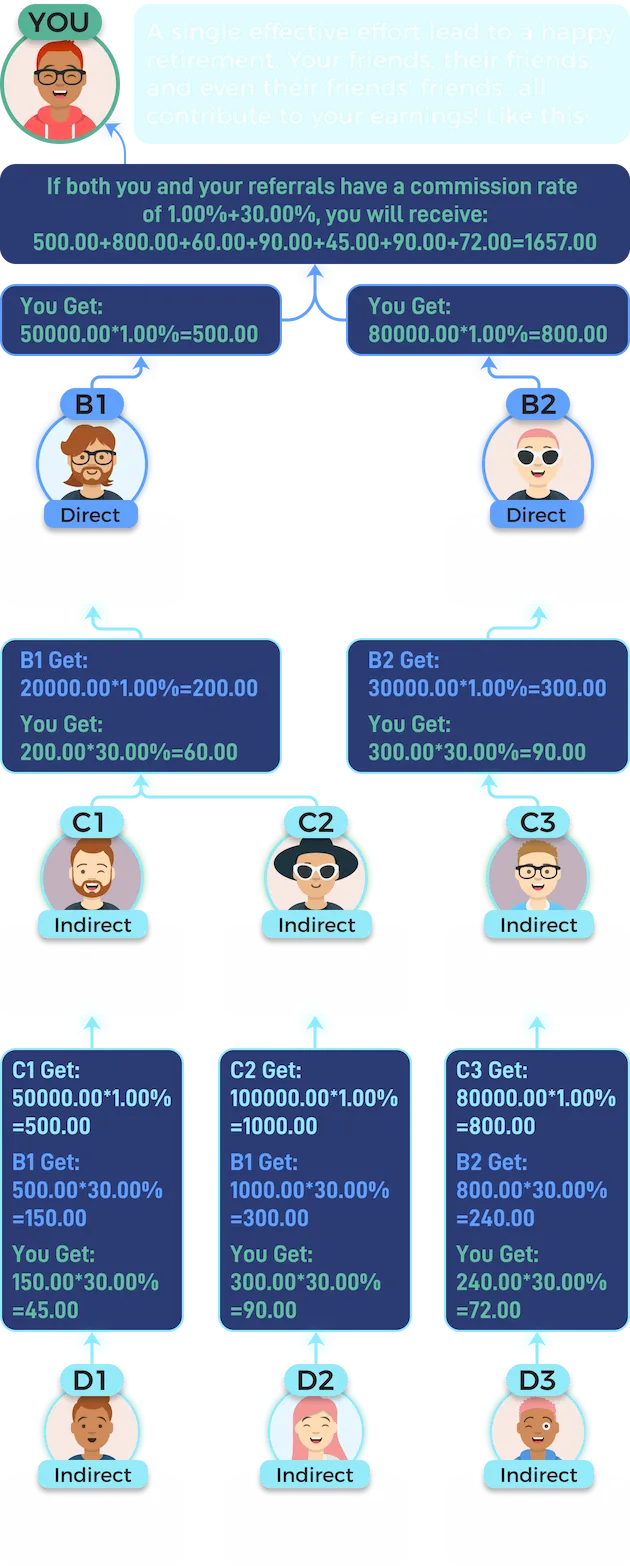 YOU
A single effective effort lead to a happy
retirement. Your friends, their friends,
and even their friends' friends, all
contribute to your earnings! Like this
If both you and your referrals have a commission rate
of 1.00%+30.00%, you will receive:
500.00+800.00+60.00+90.00+45.00+90.00+72.00=1657.00
You Get:
50000.00*1.00%=500.00
You Get:
80000.00*1.00%=800.00
B1
Direct
B2
Direct
B1 Get:
20000.00*1.00%=200.00
You Get:
200.00*30.00%=60.00
B2 Get:
30000.00*1.00%=300.00
You Get:
300.00*30.00%=90.00
C1
Indirect
C2
Indirect
C3
Indirect
C1 Get:
50000.00*1.00%
=500.00
B1 Get:
500.00*30.00%
=150.00
You Get:
150.00*30.00%
=45.00
C2 Get:
100000.00*1.00%
=1000.00
B1 Get:
1000.00*30.00%
=300.00
You Get:
300.00*30.00%
=90.00
C3 Get:
80000.00*1.00%
=800.00
B2 Get:
800.00*30.00%
=240.00
You Get:
240.00*30.00%
=72.00
D1
Indirect
D2
Indirect
D3
Indirect